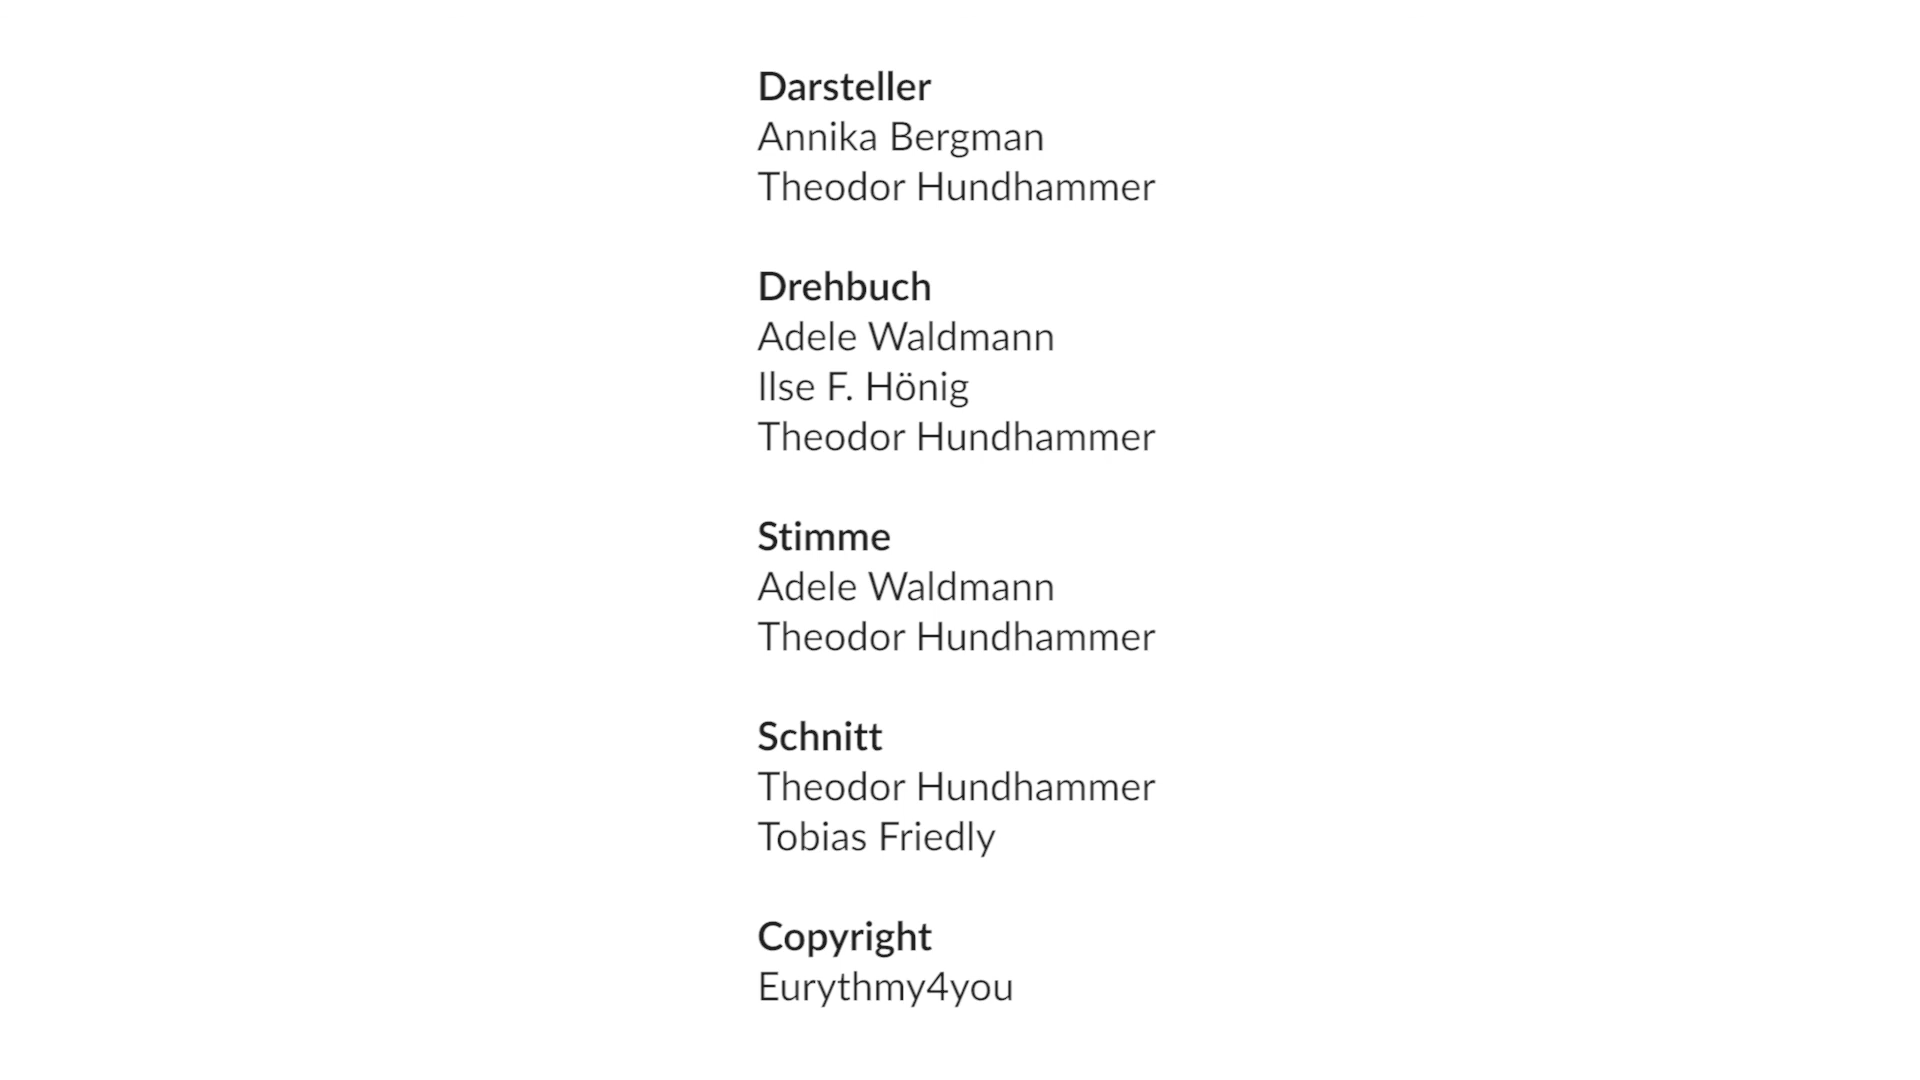 Darsteller
Annika Bergman
Theodor Hundhammer
Drehbuch
Adele Waldmann
Ilse F. Hönig
Theodor Hundhammer
Stimme
Adele Waldmann
Theodor Hundhammer
Schnitt
Theodor Hundhammer
Tobias Friedly
Copyright
Eurythmy4you